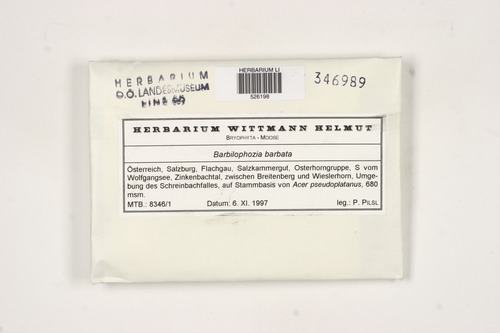 HERBARIUM LI
526198
HERBARIUM
O.Ö. LANDESMUSEUM
346989
HERBARIUM WITTMANN HELMUT
BRYOPHYTA - MOOSE
Barbilophozia barbata
Österreich, Salzburg, Flachgau, Salzkammergut, Osterhorngruppe, S vom
Wolfgangsee, Zinkenbachtal, zwischen Breitenberg und Wieslerhorn, Umge-
bung des Schreinbachfalles, auf Stammbasis von Acer pseudoplatanus, 680
msm.
MTB.: 8346/1 Datum: 6. XI. 1997 leg.: P. PILSL